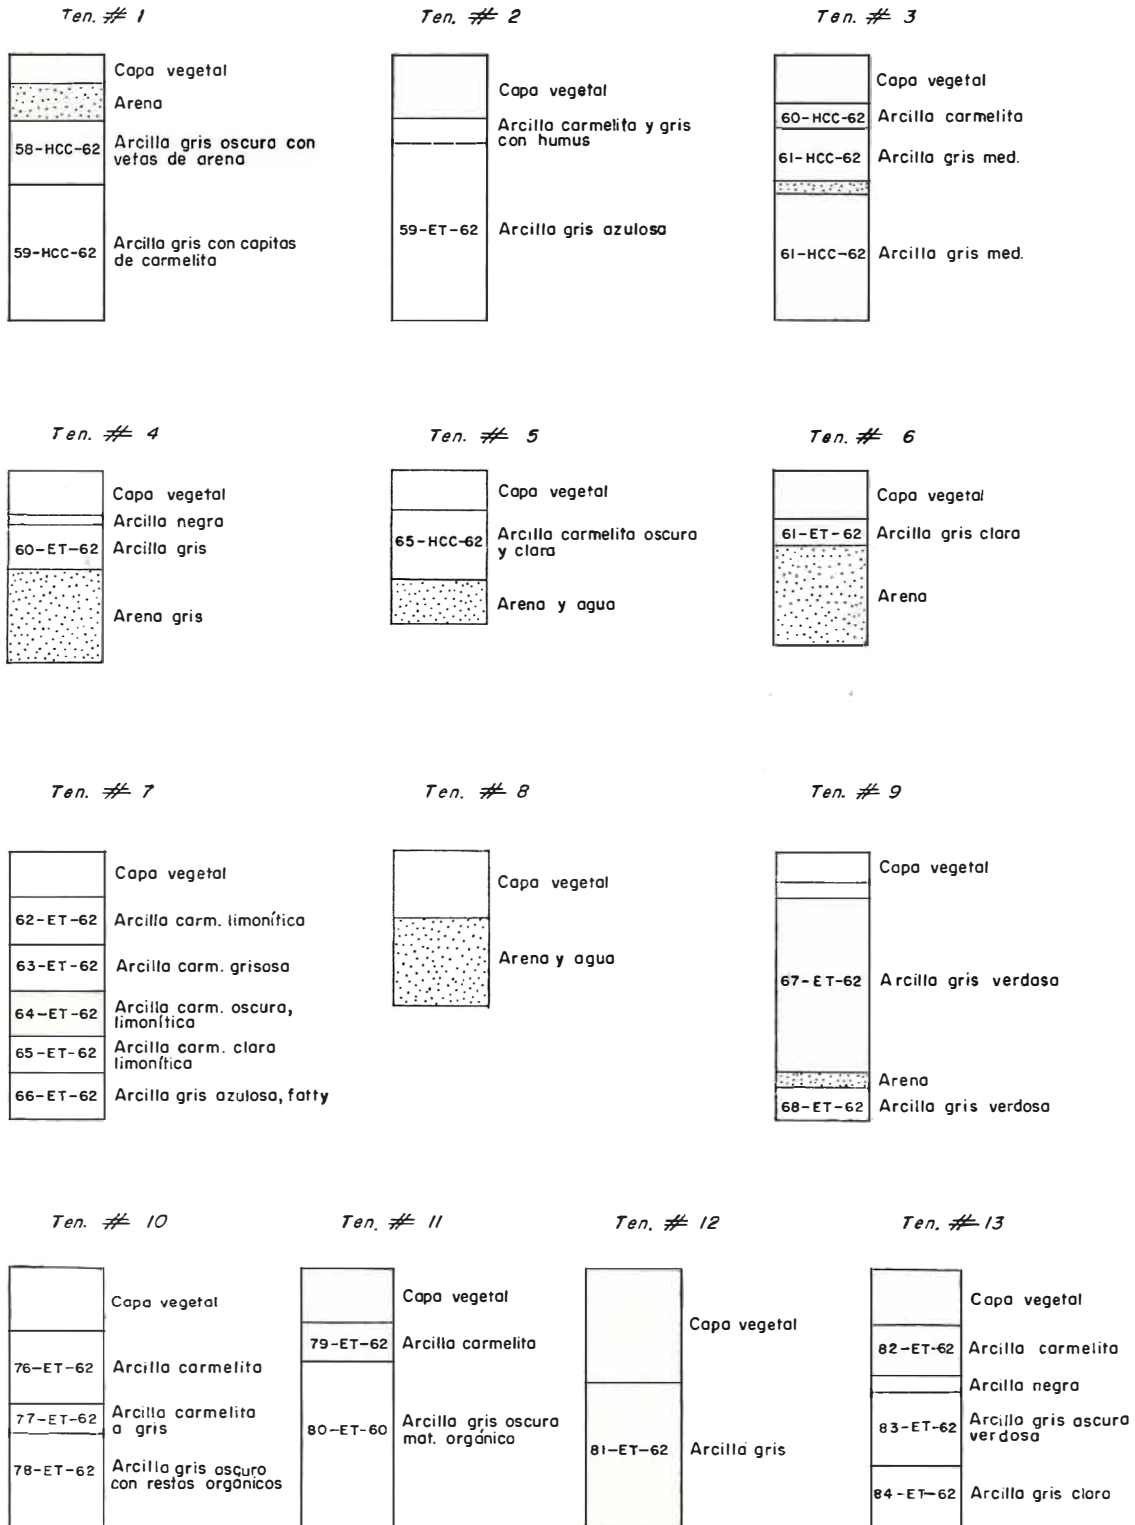 Ten. # 1
Capa vegetal
Arena
58-HCC-62
Arcilla gris oscura con
vetas de arena
59-HCC-62
Arcilla gris con capitas
de carmelita
Ten. # 2
Capa vegetal
Arcilla carmelita y gris
con humus
59-ET-62
Arcilla gris azulosa
Ten. # 3
Capa vegetal
60-HCC-62
Arcilla carmelita
61-HCC-62
Arcilla gris med.
61-HCC-62
Arcilla gris med.
Ten. # 4
Capa vegetal
Arcilla negra
60-ET-62
Arcilla gris
Arena gris
Ten. # 5
Capa vegetal
65-HCC-62
Arcilla carmelita oscura
y clara
Arena y agua
Ten. # 6
Capa vegetal
61-ET-62
Arcilla gris clara
Arena
Ten. # 7
Capa vegetal
62-ET-62
Arcilla carm. limonítica
63-ET-62
Arcilla carm. grisosa
64-ET-62
Arcilla carm. oscura,
limonítica
65-ET-62
Arcilla carm. clara
limonítica
66-ET-62
Arcilla gris azulosa, fatty
Ten. # 8
Capa vegetal
Arena y agua
Ten. # 9
Capa vegetal
67-ET-62
Arcilla gris verdosa
Arena
68-ET-62
Arcilla gris verdosa
Ten. # 10
Capa vegetal
76-ET-62
Arcilla carmelita
77-ET-62
Arcilla carmelita
a gris
78-ET-62
Arcilla gris oscuro
con restos orgánicos
Ten. # 11
Capa vegetal
79-ET-62
Arcilla carmelita
80-ET-60
Arcilla gris oscura
mat. orgánico
Ten. # 12
Capa vegetal
81-ET-62
Arcilla gris
Ten. # 13
Capa vegetal
82-ET-62
Arcilla carmelita
Arcilla negra
83-ET-62
Arcilla gris oscura
verdosa
84-ET-62
Arcilla gris clara